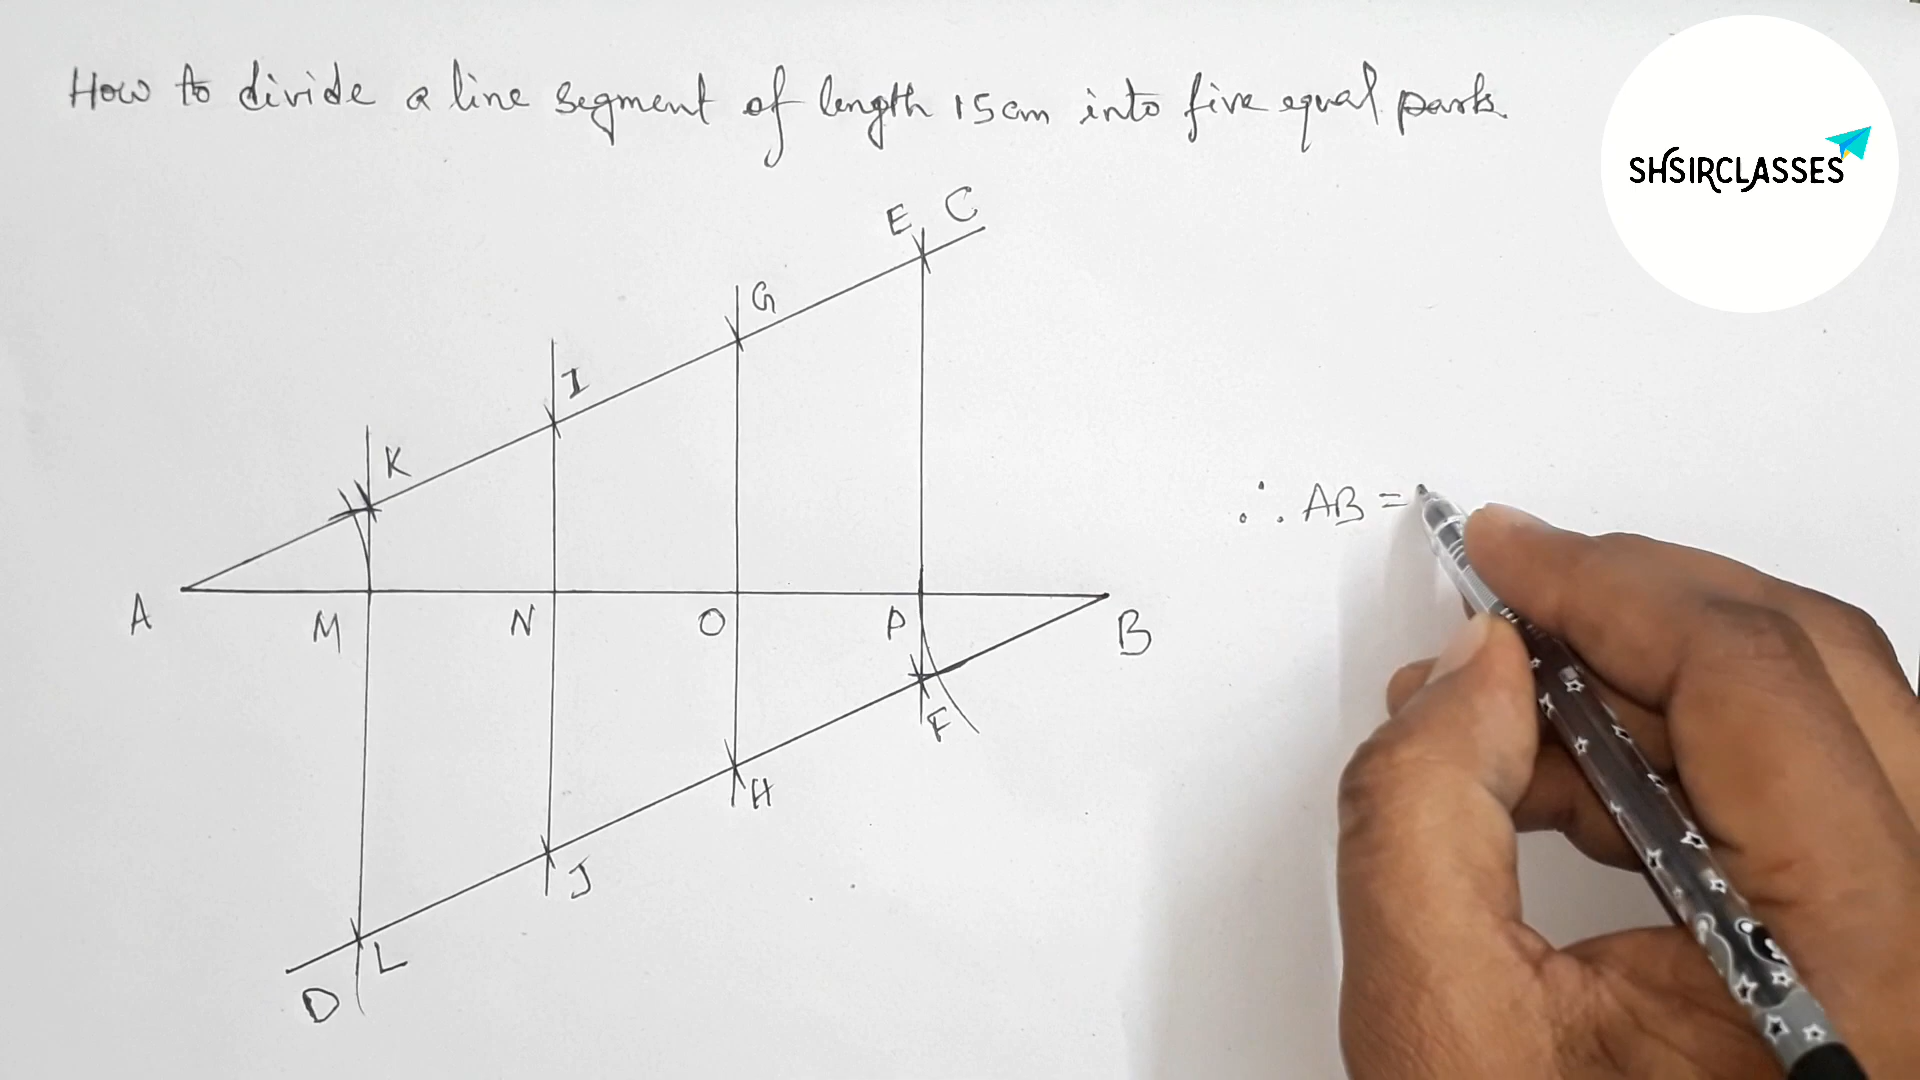 How to divide a line segment of length 15cm into five equal parts.
SHSIRCLASSES
E C
G
I
K
∴ AB =
A M N O P B
F
H
J
L
D